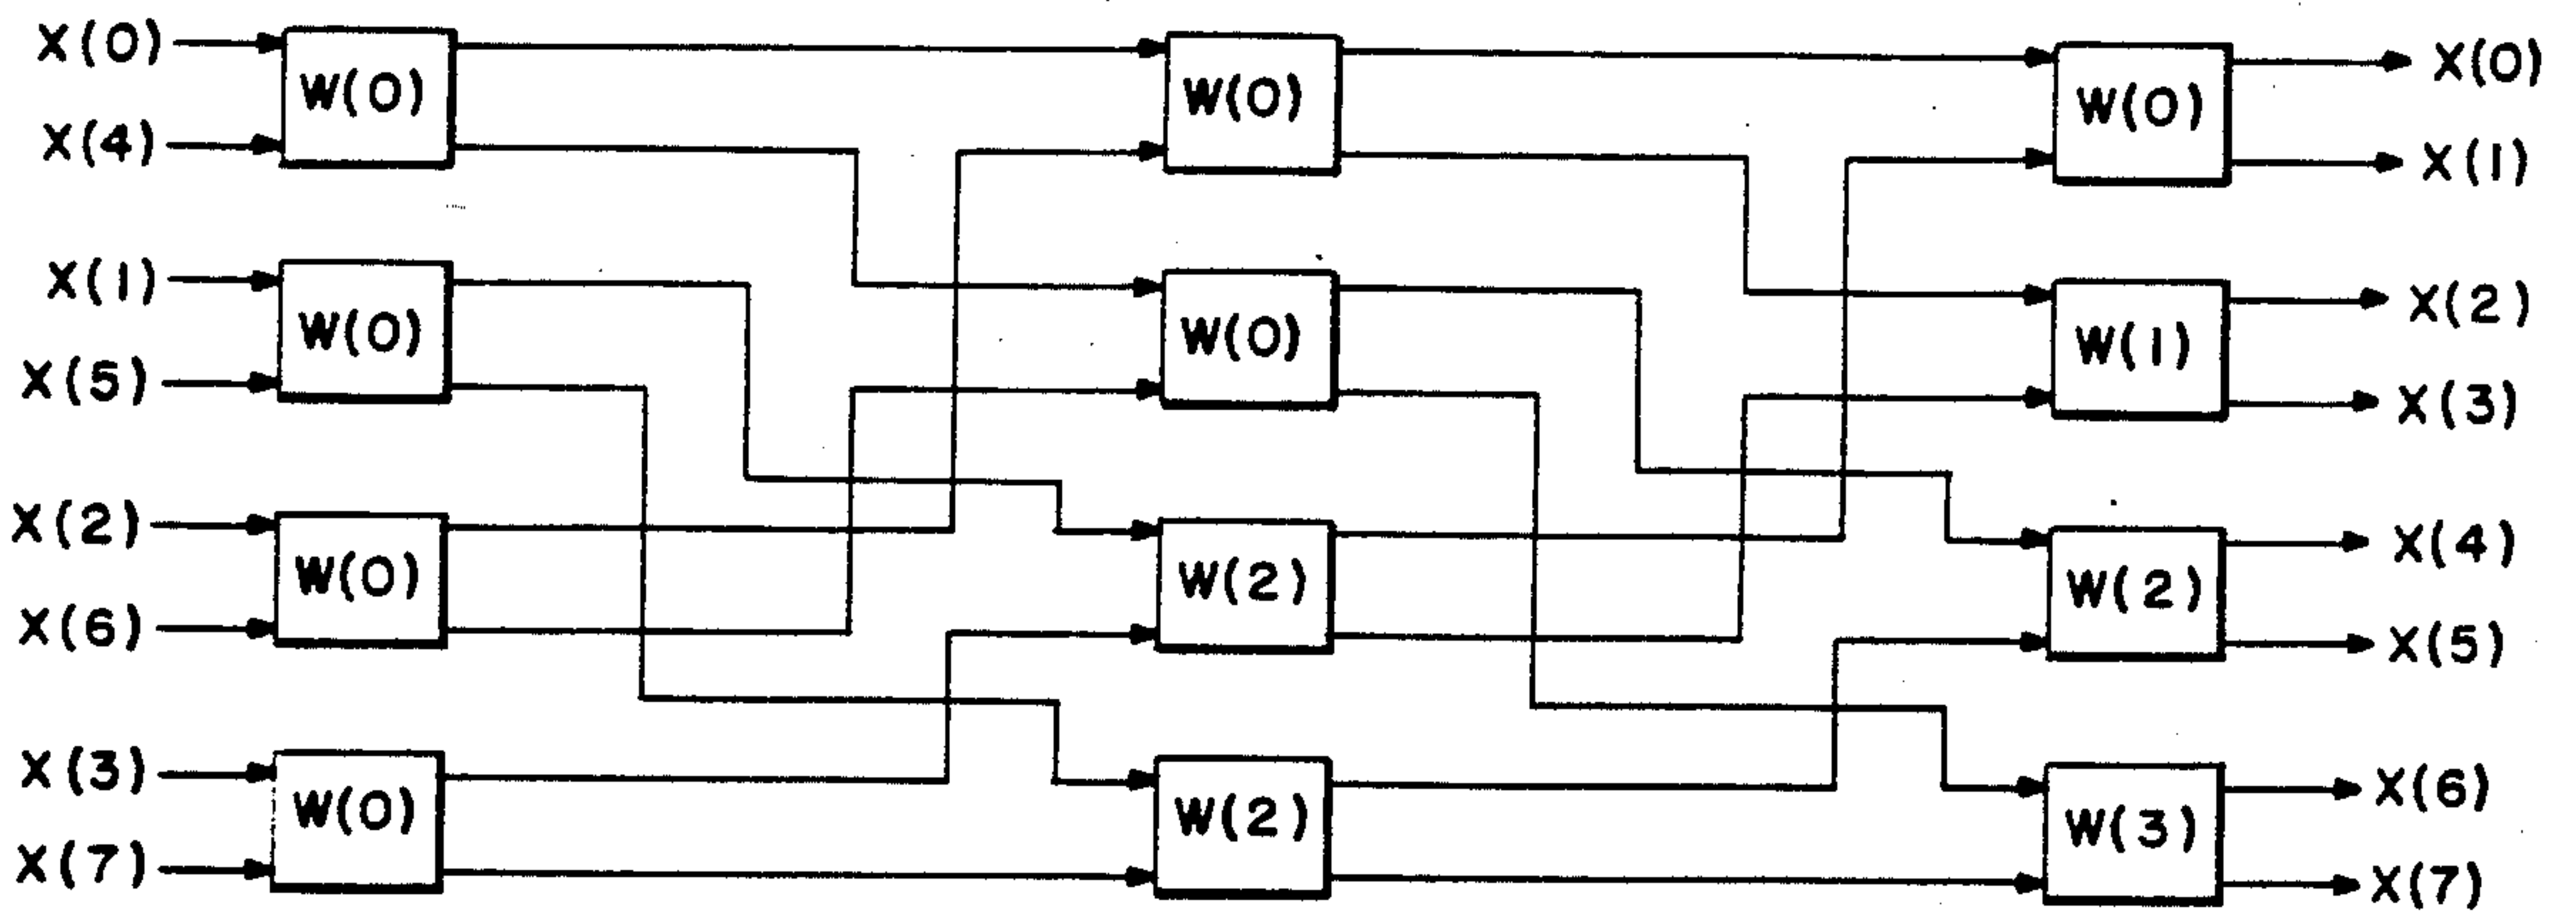 X(0) W(0) W(0) W(0) X(0)
X(4) X(1)
X(1) W(0) W(0) W(1) X(2)
X(5) X(3)
X(2) W(0) W(2) W(2) X(4)
X(6) X(5)
X(3) W(0) W(2) W(3) X(6)
X(7) X(7)